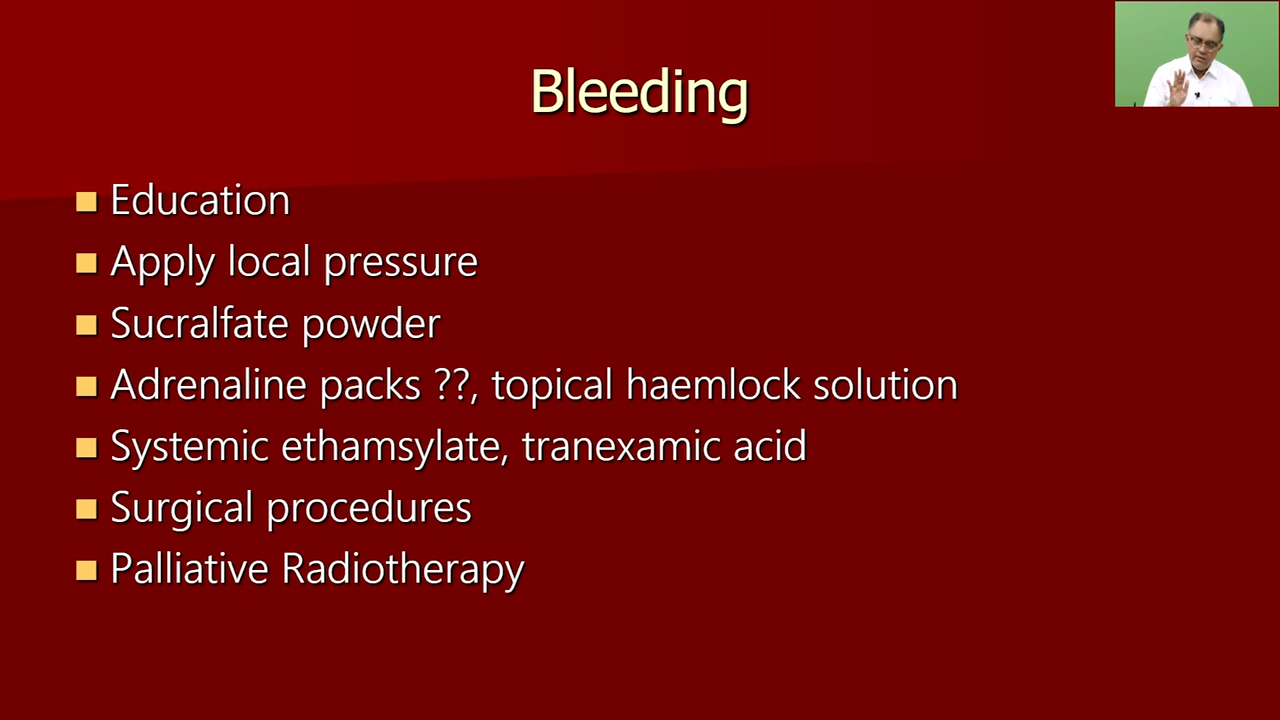 Bleeding
Education
Apply local pressure
Sucralfate powder
Adrenaline packs ??, topical haemlock solution
Systemic ethamsylate, tranexamic acid
Surgical procedures
Palliative Radiotherapy